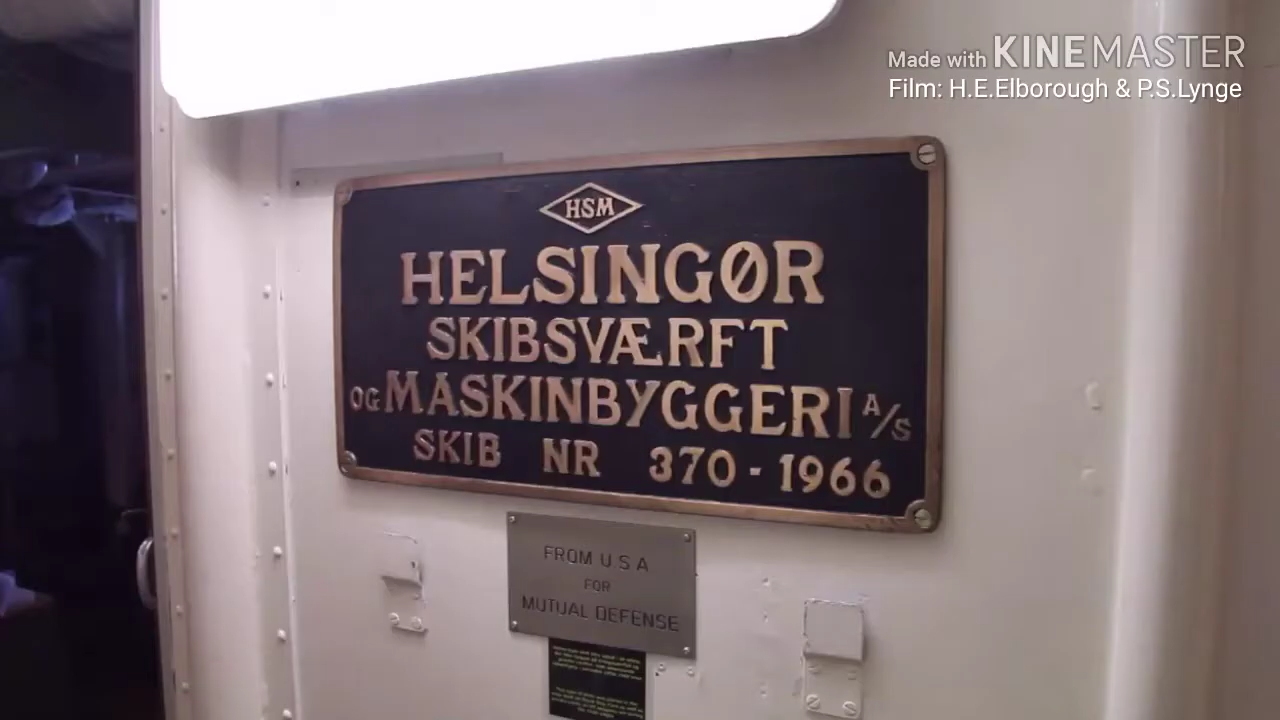 Made with KINEMASTER
Film: H.E.Elborough & P.S.Lynge
HSM
HELSINGØR
SKIBSVÆRFT
OG MASKINBYGGERI A/S
SKIB NR 370 - 1966
FROM U S A
FOR
MUTUAL DEFENSE